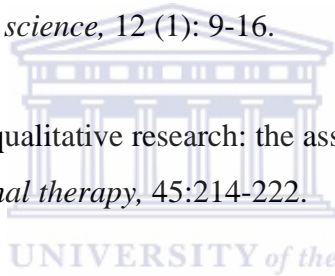 science, 12 (1): 9-16.
qualitative research: the ass
nal therapy, 45:214-222.
UNIVERSITY of the